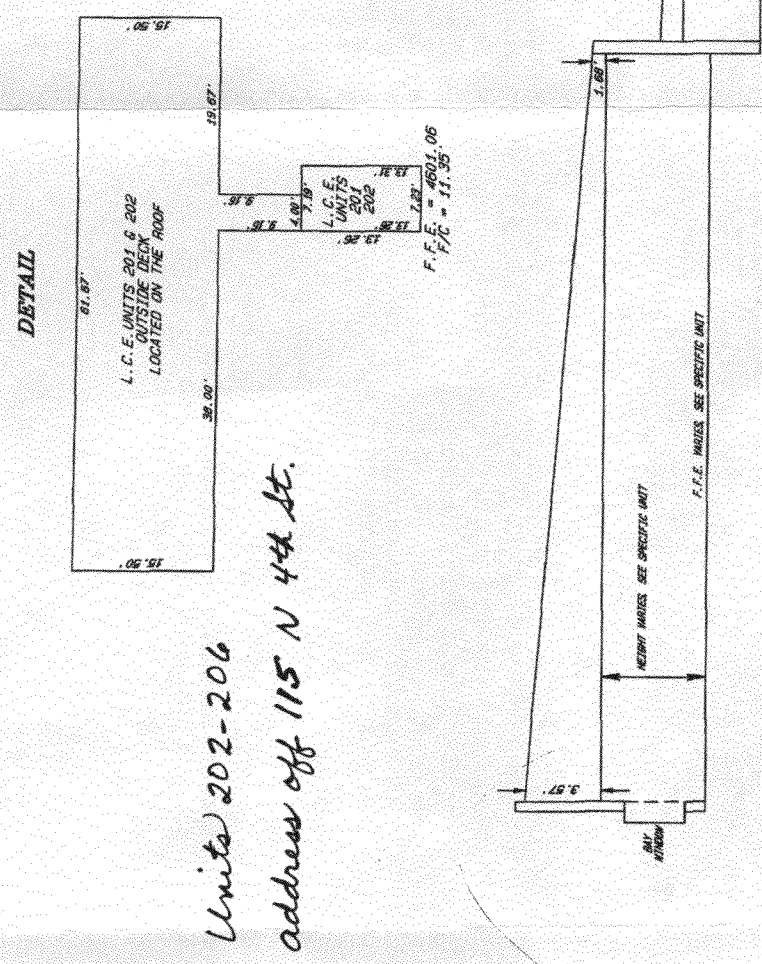 DETAIL
61.67'
15.50'
15.50'
L.C.E. UNITS 201 & 202
OUTSIDE DECK
LOCATED ON THE ROOF
38.00'
19.67'
9.16'
9.16'
4.00'
7.19'
L.C.E.
UNITS
201
202
13.31'
13.26'
13.26'
7.23'
F.F.E. = 4601.06
F/C = 11.95'
Units 202-206
address off 115 N 4th St.
3.57'
1.68'
HEIGHT VARIES, SEE SPECIFIC UNIT
F.F.E. VARIES, SEE SPECIFIC UNIT
BAY
WINDOW